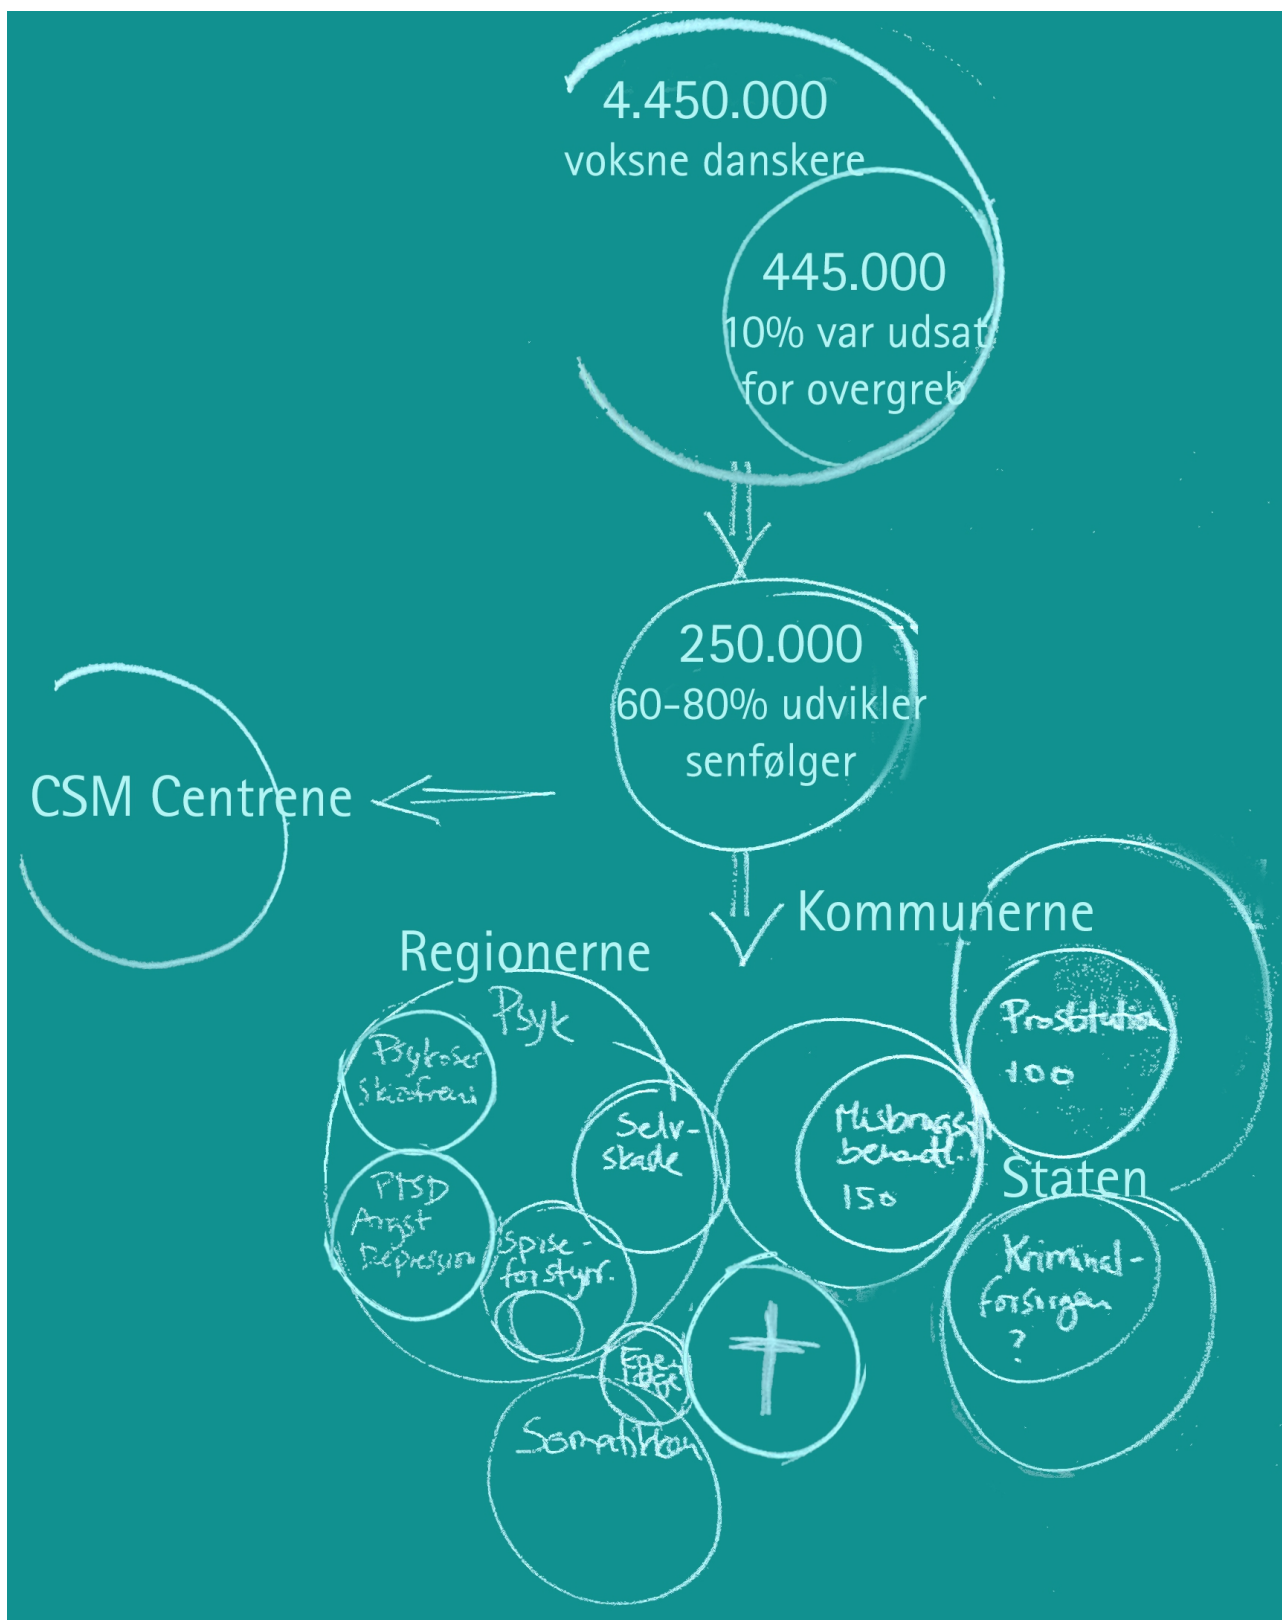 4.450.000
voksne danskere
445.000
10% var udsat
for overgreb
250.000
60-80% udvikler
senfølger
CSM Centrene
Kommunerne
Regionerne
Psyk
Psykoser
Prostitution
100
Selv-
skade
Misbrugs-
behandl.
150
PTSD
Angst
Depression
Spise-
forstyrr.
Staten
Kriminal-
forsorgen
?
Egen
læge
Somatikken